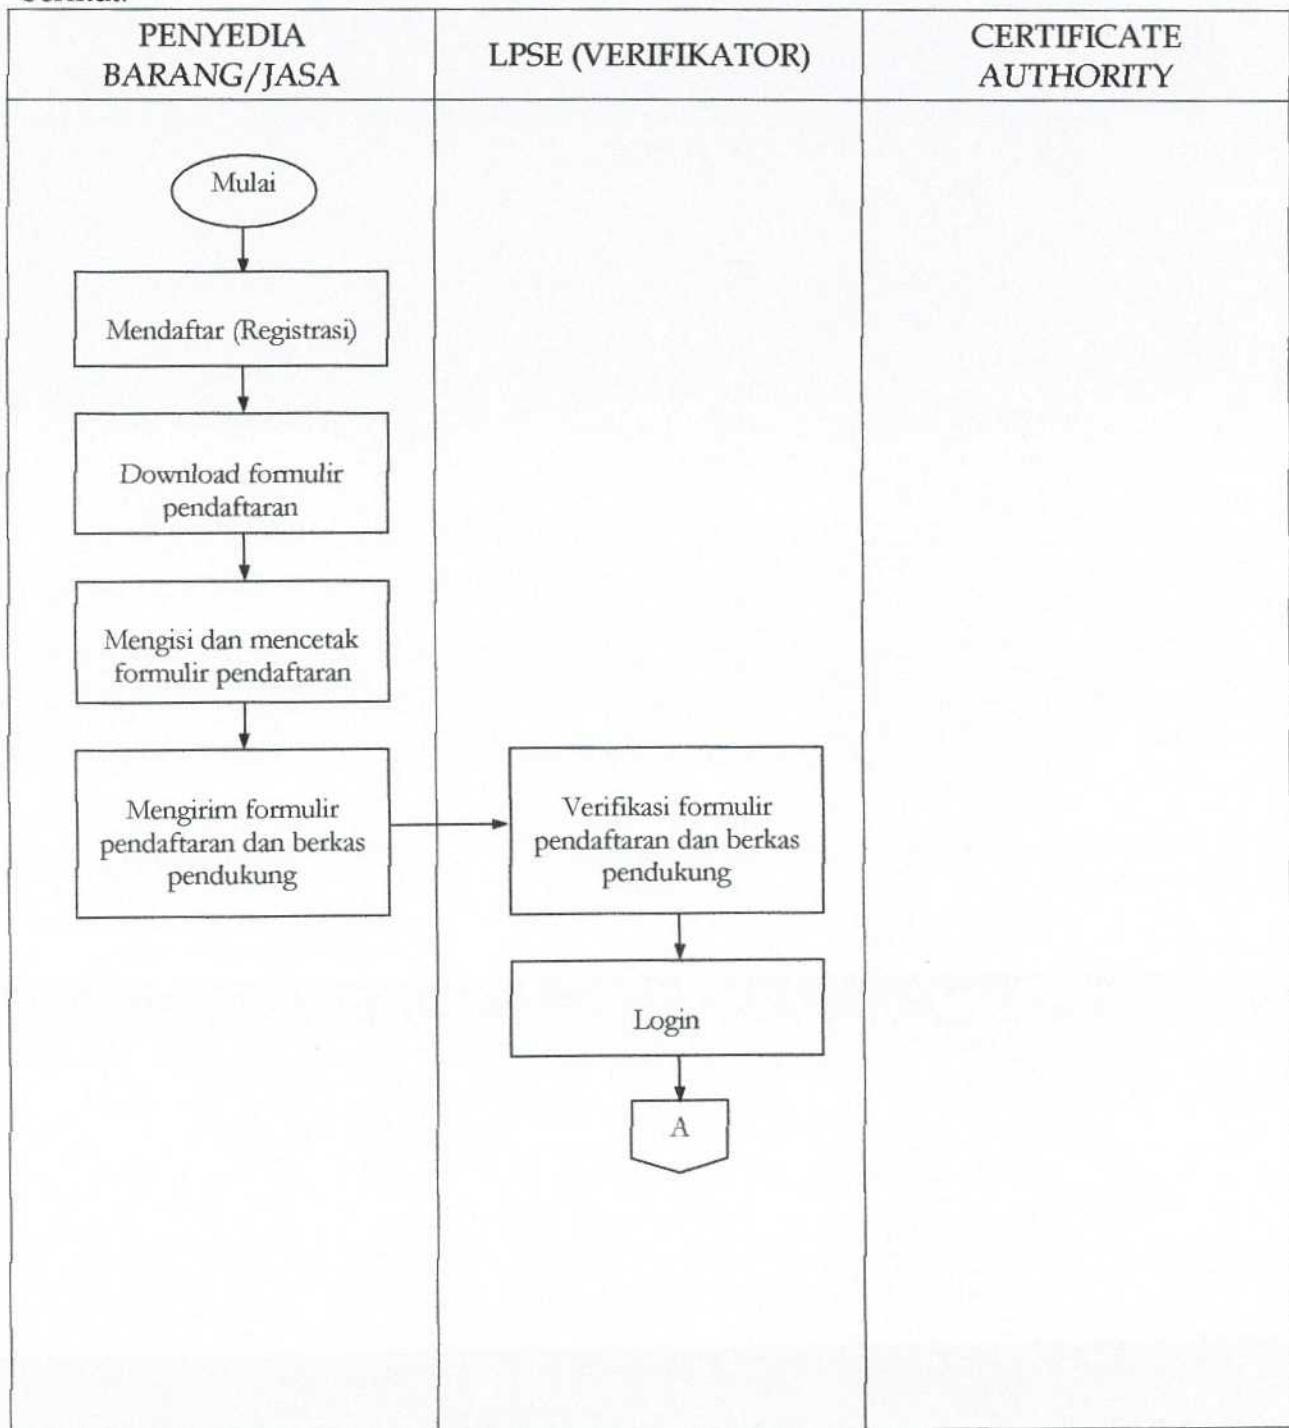 PENYEDIA
BARANG/JASA
LPSE (VERIFIKATOR)
CERTIFICATE
AUTHORITY
Mulai
Mendaftar (Registrasi)
Download formulir
pendaftaran
Mengisi dan mencetak
formulir pendaftaran
Mengirim formulir
pendaftaran dan berkas
pendukung
Verifikasi formulir
pendaftaran dan berkas
pendukung
Login
A